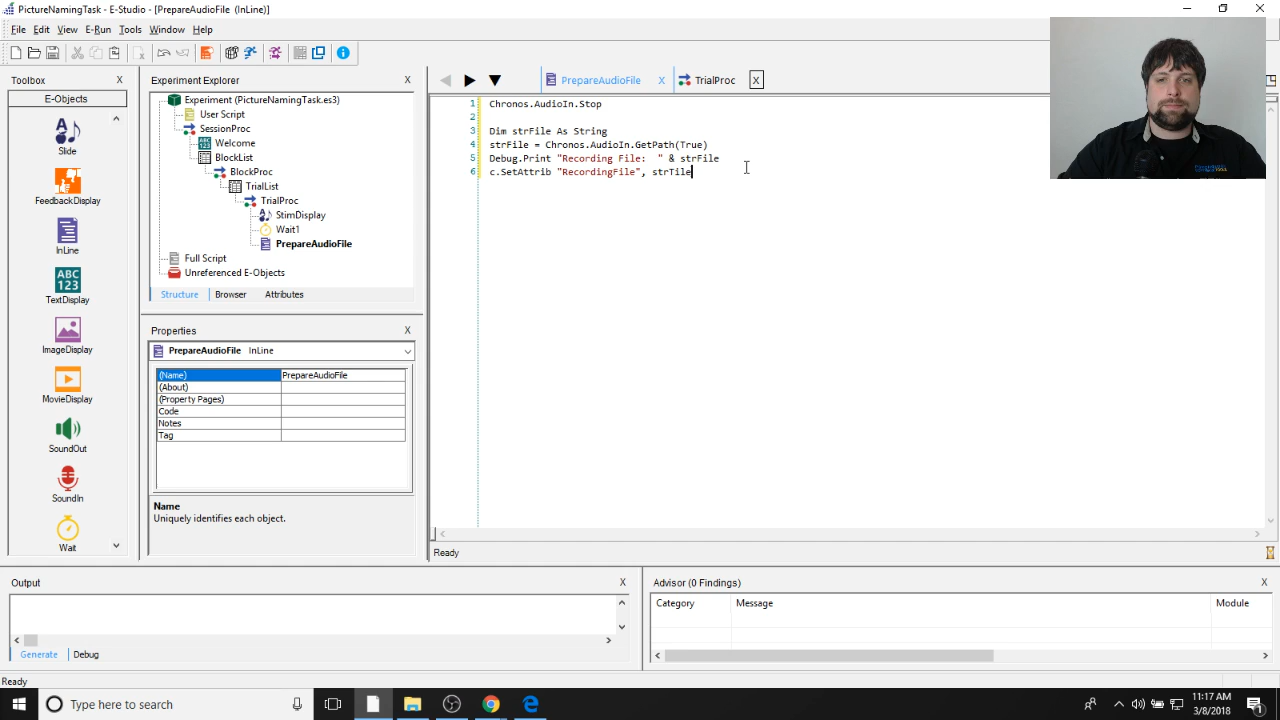 PictureNamingTask - E-Studio - [PrepareAudioFile (InLine)]
File Edit View E-Run Tools Window Help
Toolbox X
E-Objects
Slide
FeedbackDisplay
InLine
ABC
123
TextDisplay
ImageDisplay
MovieDisplay
SoundOut
SoundIn
Wait
Experiment Explorer X
Experiment (PictureNamingTask.es3)
User Script
SessionProc
Welcome
BlockList
BlockProc
TrialList
TrialProc
StimDisplay
Wait1
PrepareAudioFile
Full Script
Unreferenced E-Objects
Structure Browser Attributes
Properties X
PrepareAudioFile InLine
(Name) PrepareAudioFile
(About)
(Property Pages)
Code
Notes
Tag
Name
Uniquely identifies each object.
PrepareAudioFile X TrialProc X
1 Chronos.AudioIn.Stop
2
3 Dim strFile As String
4 strFile = Chronos.AudioIn.GetPath(True)
5 Debug.Print "Recording File:  " & strFile
6 c.SetAttrib "RecordingFile", strTile
Ready
Output X
Generate Debug
Advisor (0 Findings) X
Category Message Module
Ready
Type here to search
11:17 AM
3/8/2018
1